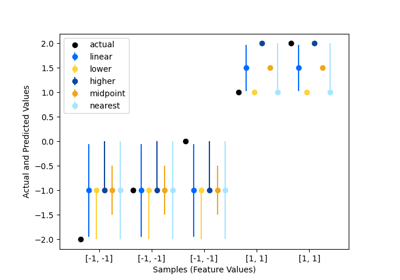 2.0
1.5
1.0
0.5
0.0
−0.5
−1.0
−1.5
−2.0
Actual and Predicted Values
actual
linear
lower
higher
midpoint
nearest
[-1, -1]
[-1, -1]
[-1, -1]
[1, 1]
[1, 1]
Samples (Feature Values)